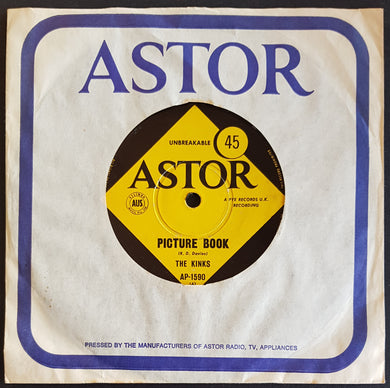 ASTOR
UNBREAKABLE
45
ASTOR
AUS
A PYE RECORDS U.K.
RECORDING
PICTURE BOOK
(R. D. Davies)
THE KINKS
AP-1590
PRESSED BY THE MANUFACTURERS OF ASTOR RADIO, TV, APPLIANCES